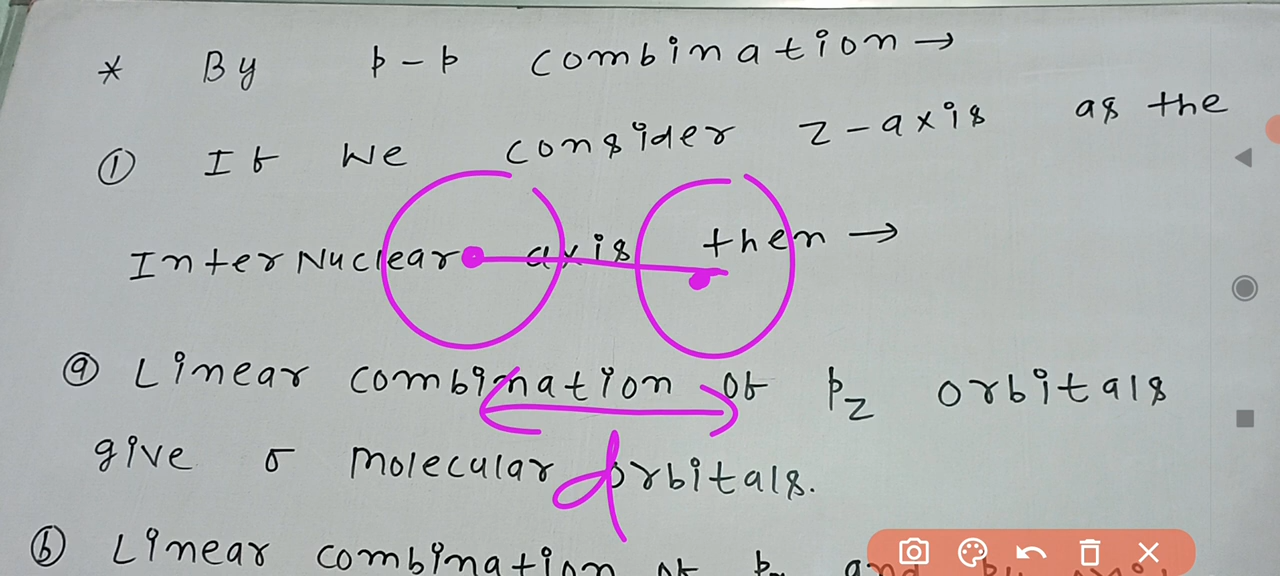 * By p-p combination →
① If we consider z-axis as the
InterNuclear axis then →
ⓐ Linear combination of pz orbitals
give σ molecular orbitals.
d
ⓑ Linear combination of and